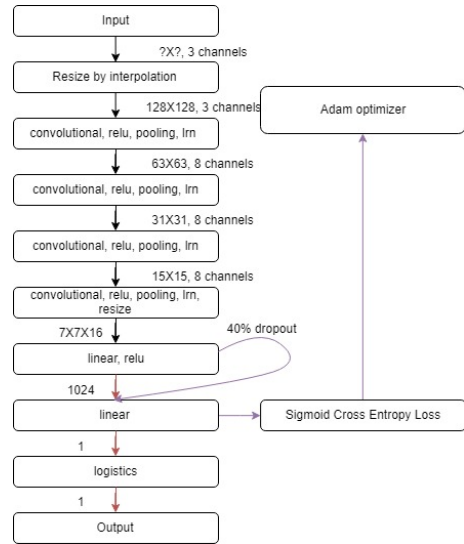 Input
?X?, 3 channels
Resize by interpolation
128X128, 3 channels
Adam optimizer
convolutional, relu, pooling, lrn
63X63, 8 channels
convolutional, relu, pooling, lrn
31X31, 8 channels
convolutional, relu, pooling, lrn
15X15, 8 channels
convolutional, relu, pooling, lrn,
resize
7X7X16
40% dropout
linear, relu
1024
linear
Sigmoid Cross Entropy Loss
1
logistics
1
Output